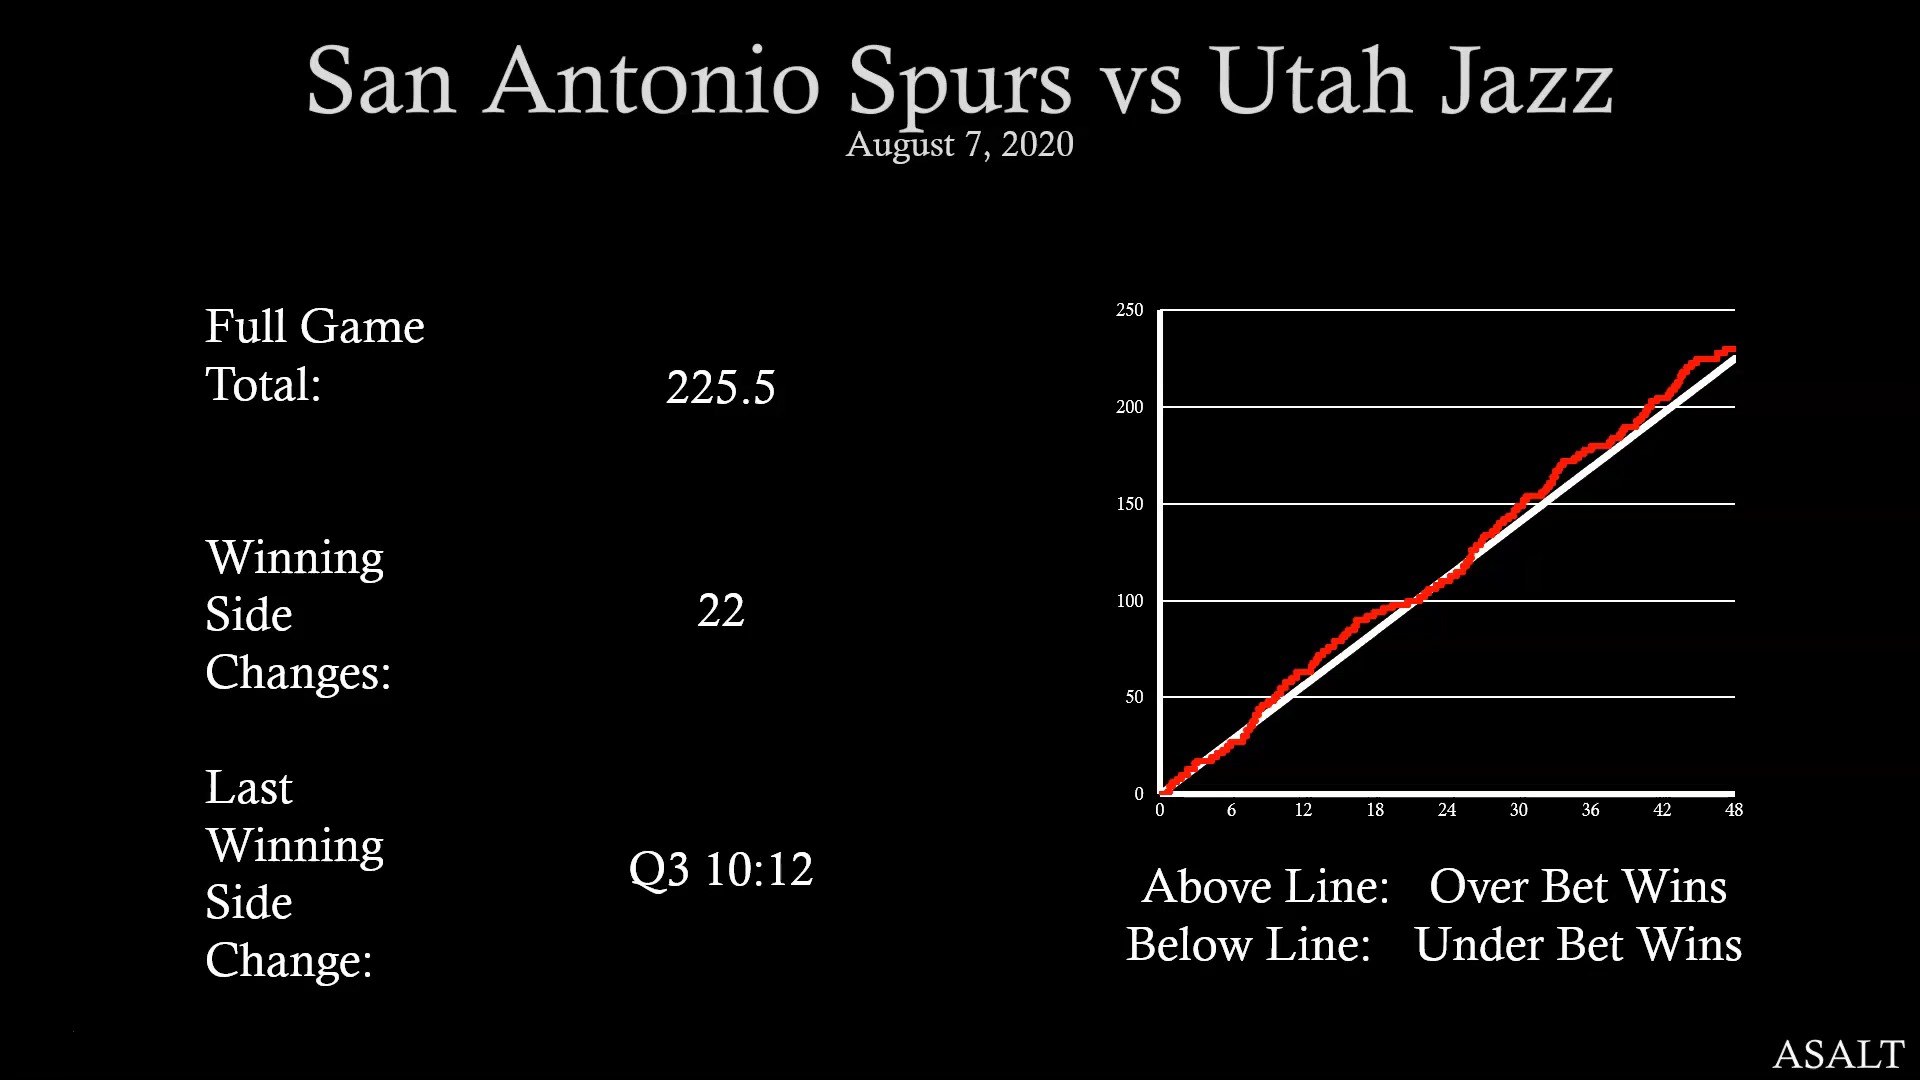 San Antonio Spurs vs Utah Jazz
August 7, 2020
Full Game
Total:
225.5
Winning
Side
Changes:
22
Last
Winning
Side
Change:
Q3 10:12
250
200
150
100
50
0
0 6 12 18 24 30 36 42 48
Above Line: Over Bet Wins
Below Line: Under Bet Wins
ASALT